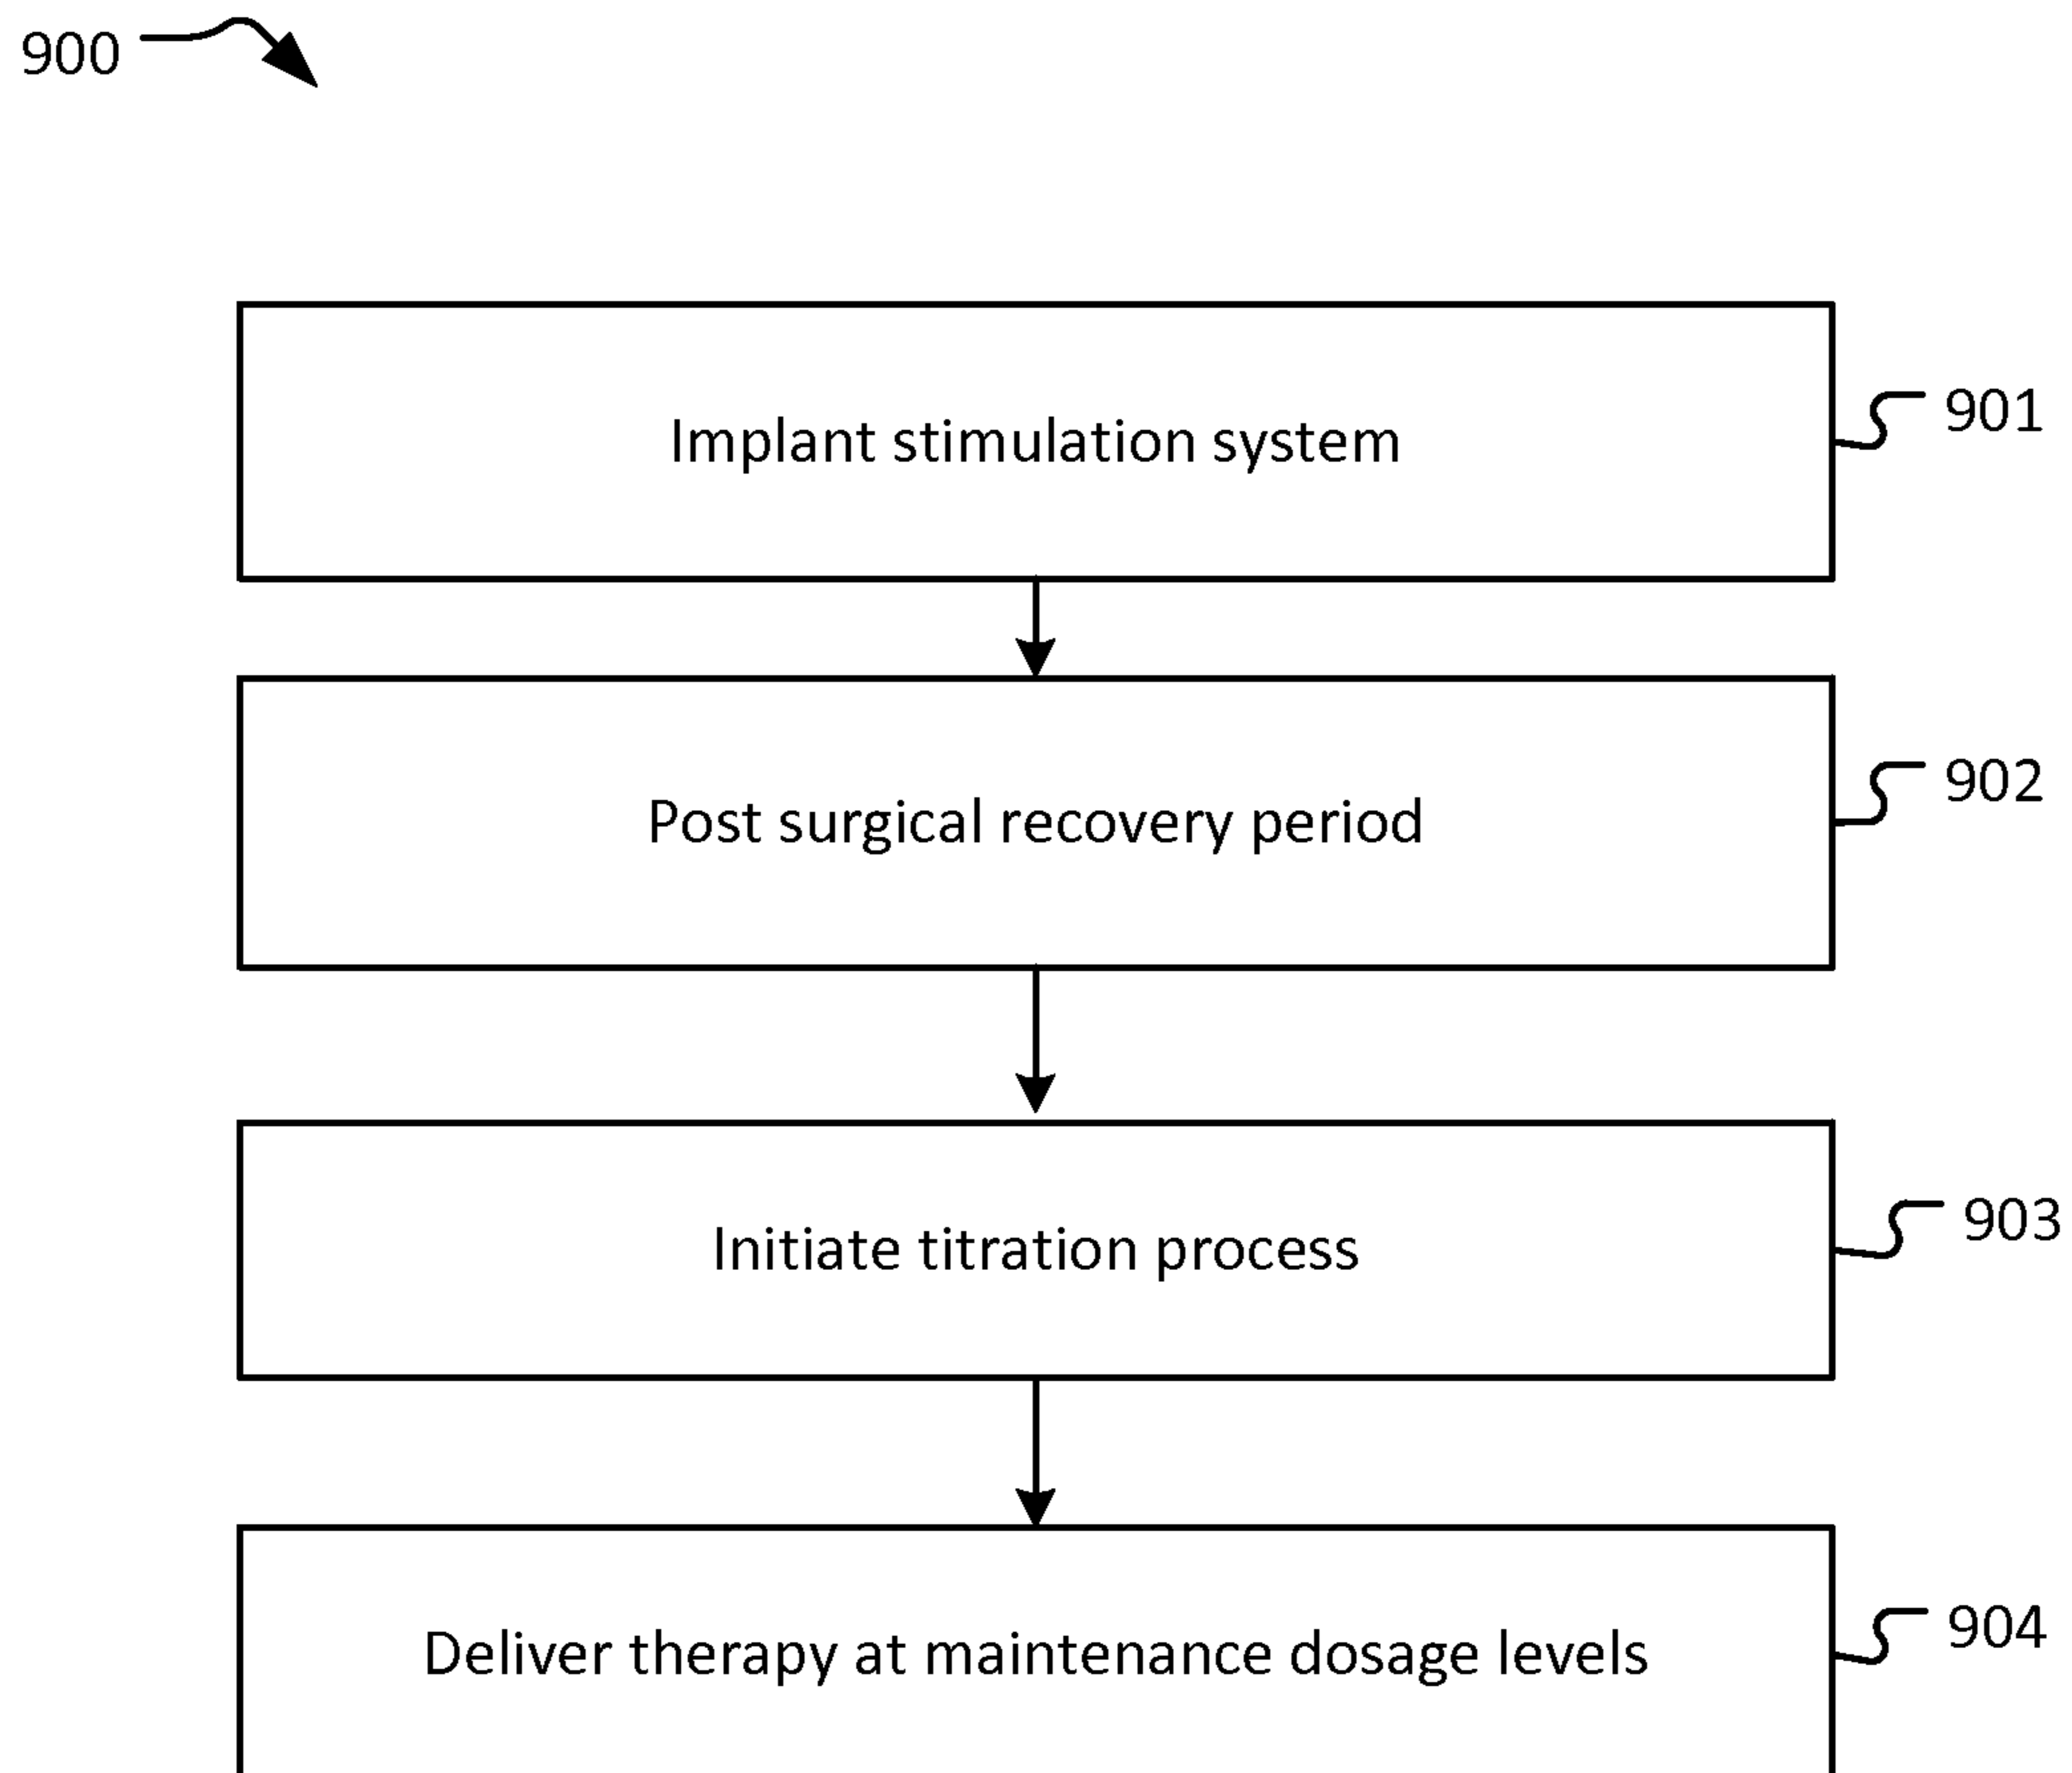 900
Implant stimulation system
901
Post surgical recovery period
902
Initiate titration process
903
Deliver therapy at maintenance dosage levels
904